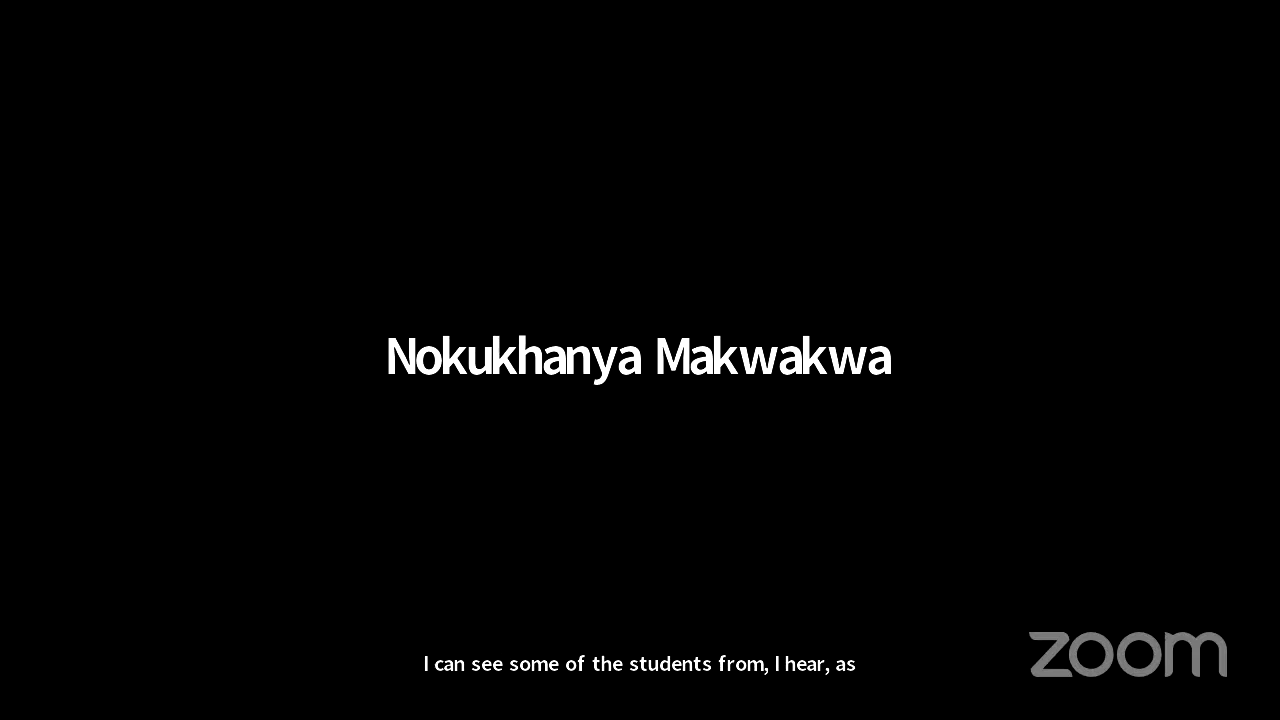 Nokukhanya Makwakwa
I can see some of the students from, I hear, as
zoom